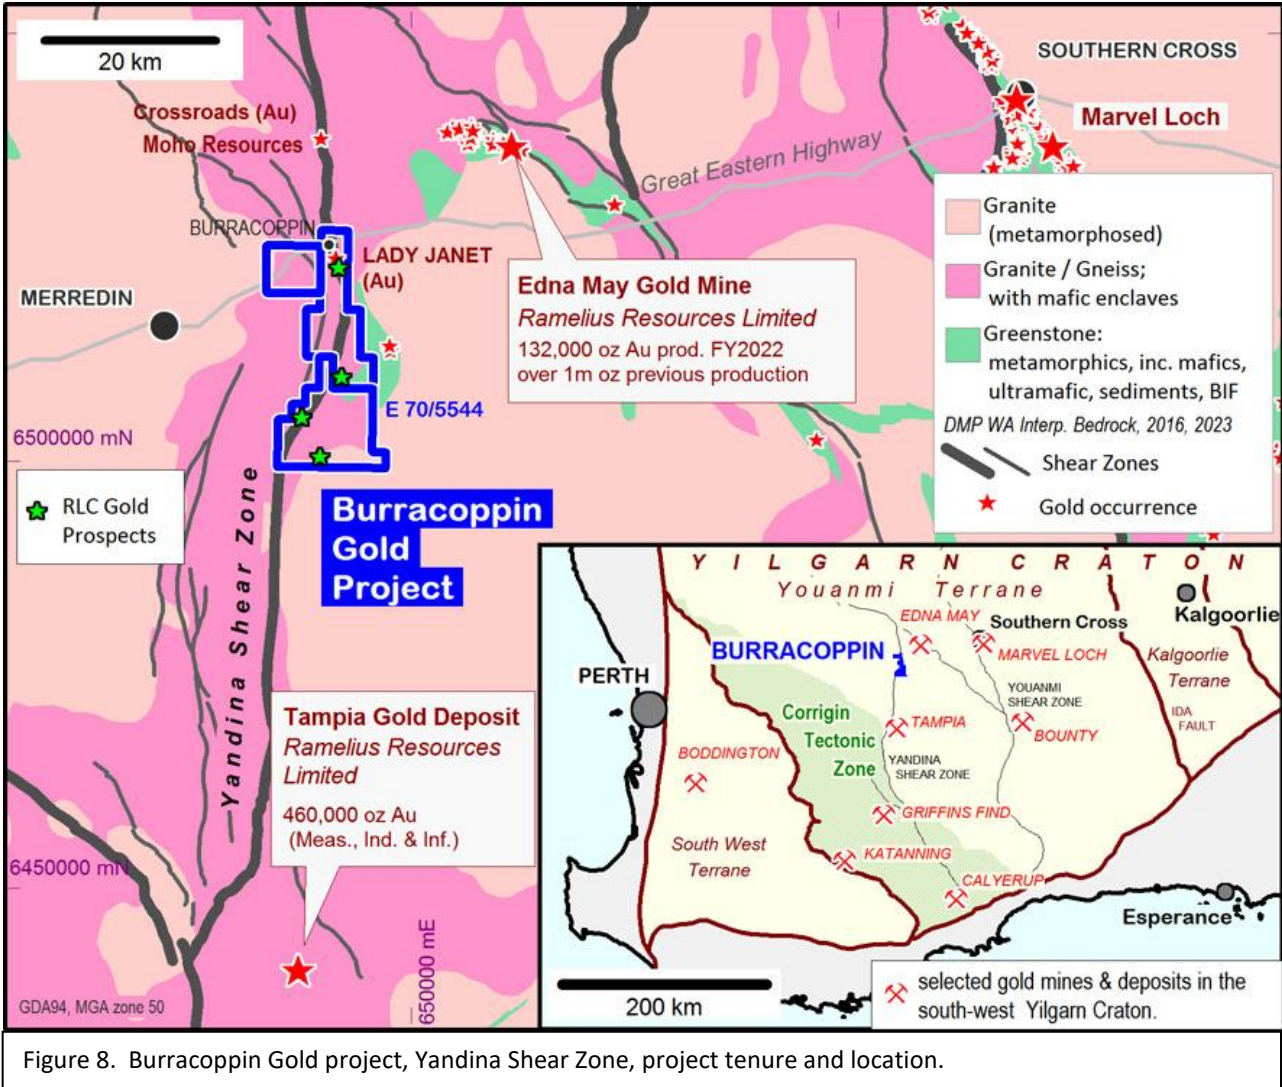 20 km
Crossroads (Au)
Moho Resources
SOUTHERN CROSS
Marvel Loch
Great Eastern Highway
BURRACOPPIN
LADY JANET
(Au)
MERREDIN
Edna May Gold Mine
Ramelius Resources Limited
132,000 oz Au prod. FY2022
over 1m oz previous production
Granite
(metamorphosed)
Granite / Gneiss;
with mafic enclaves
Greenstone:
metamorphics, inc. mafics,
ultramafic, sediments, BIF
DMP WA Interp. Bedrock, 2016, 2023
Shear Zones
Gold occurrence
E 70/5544
6500000 mN
RLC Gold
Prospects
Burracoppin
Gold
Project
Yandina Shear Zone
Tampia Gold Deposit
Ramelius Resources
Limited
460,000 oz Au
(Meas., Ind. & Inf.)
6450000 mN
650000 mE
GDA94, MGA zone 50
YILGARN CRATON
Youanmi Terrane
Kalgoorlie
EDNA MAY
Southern Cross
BURRACOPPIN
MARVEL LOCH
Kalgoorlie
Terrane
PERTH
YOUANMI
SHEAR ZONE
IDA
FAULT
Corrigin
Tectonic
Zone
TAMPIA
BOUNTY
BODDINGTON
YANDINA
SHEAR ZONE
GRIFFINS FIND
South West
Terrane
KATANNING
CALYERUP
Esperance
200 km
selected gold mines & deposits in the
south-west Yilgarn Craton.
Figure 8. Burracoppin Gold project, Yandina Shear Zone, project tenure and location.